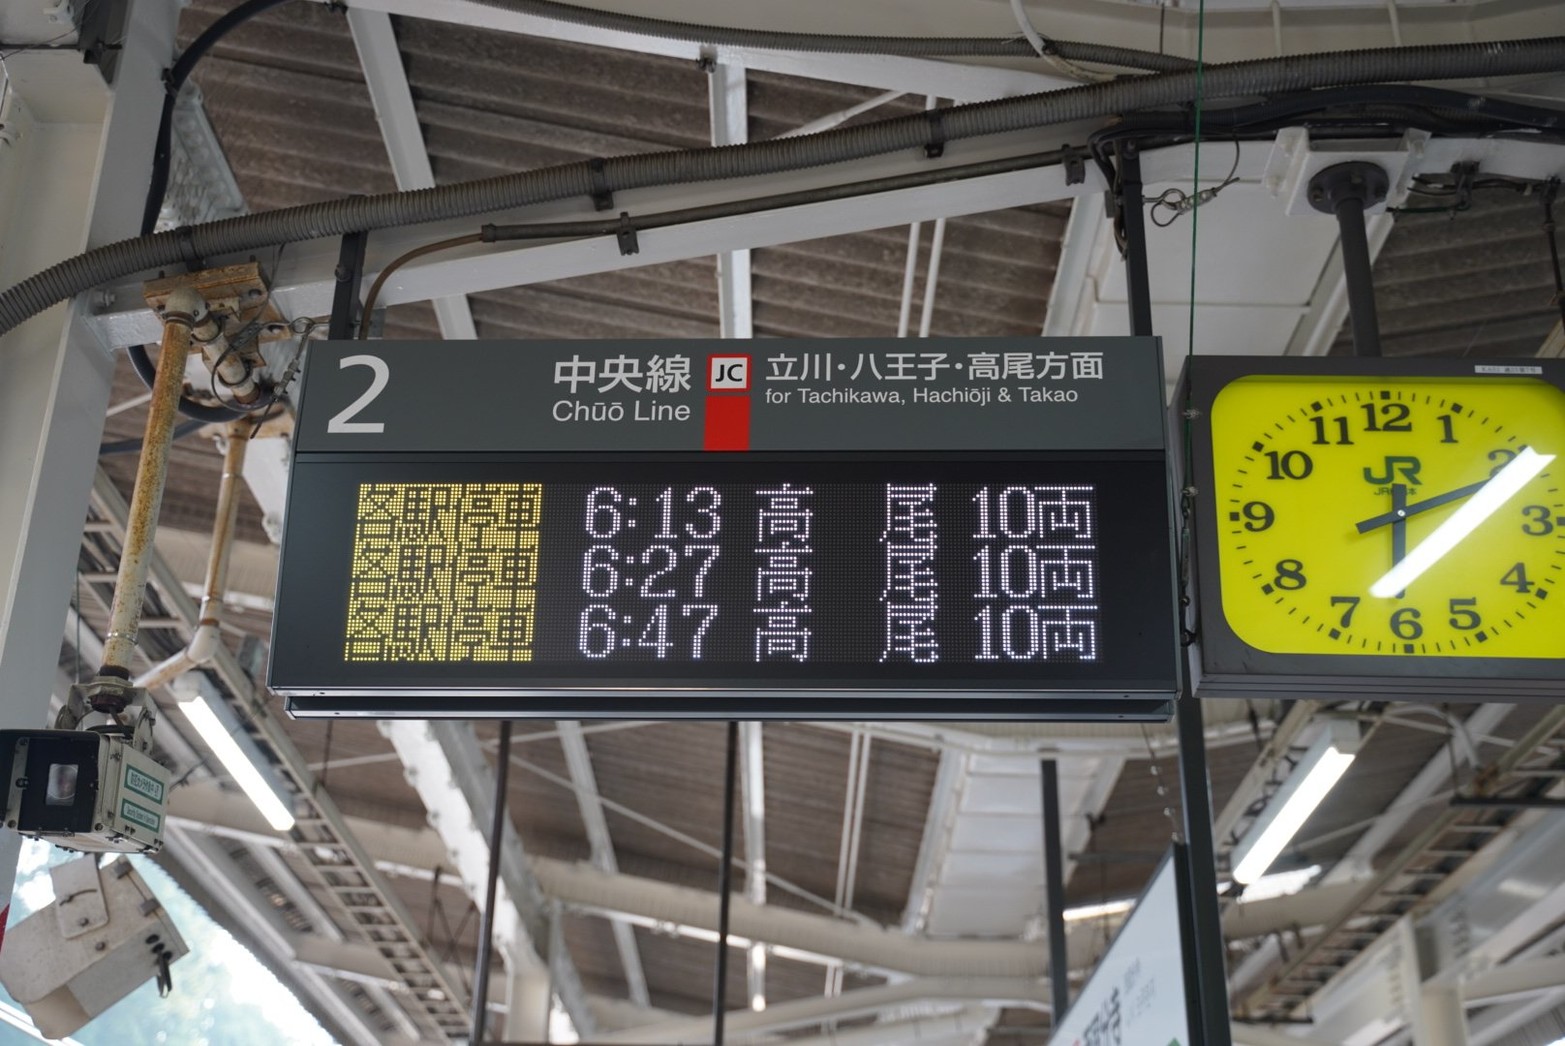 2
中央線
Chūō Line
JC
立川・八王子・高尾方面
for Tachikawa, Hachiōji & Takao
各駅停車 6:13 高尾 10両
各駅停車 6:27 高尾 10両
各駅停車 6:47 高尾 10両
12
1
2
3
4
5
6
7
8
9
10
11
JR